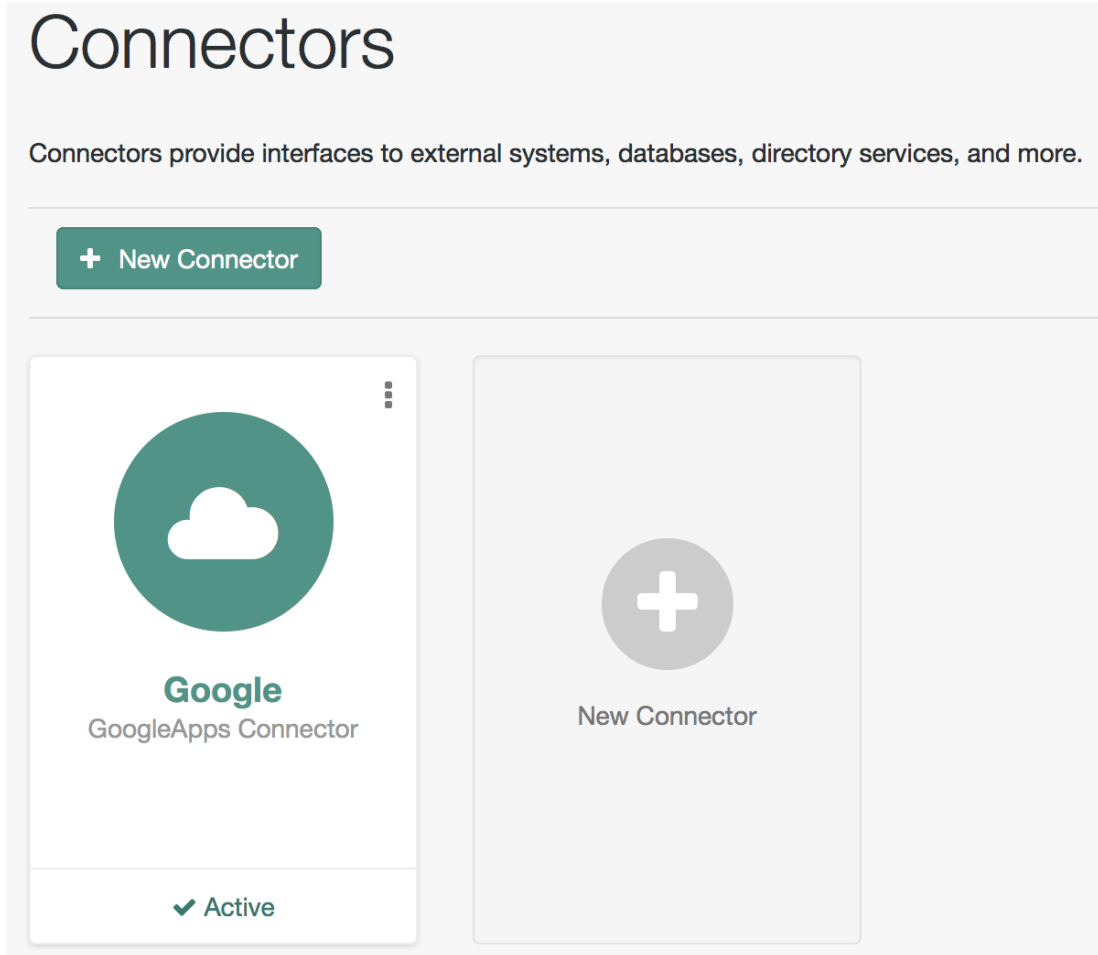 Connectors
Connectors provide interfaces to external systems, databases, directory services, and more.
New Connector
Google
GoogleApps Connector
Active
New Connector